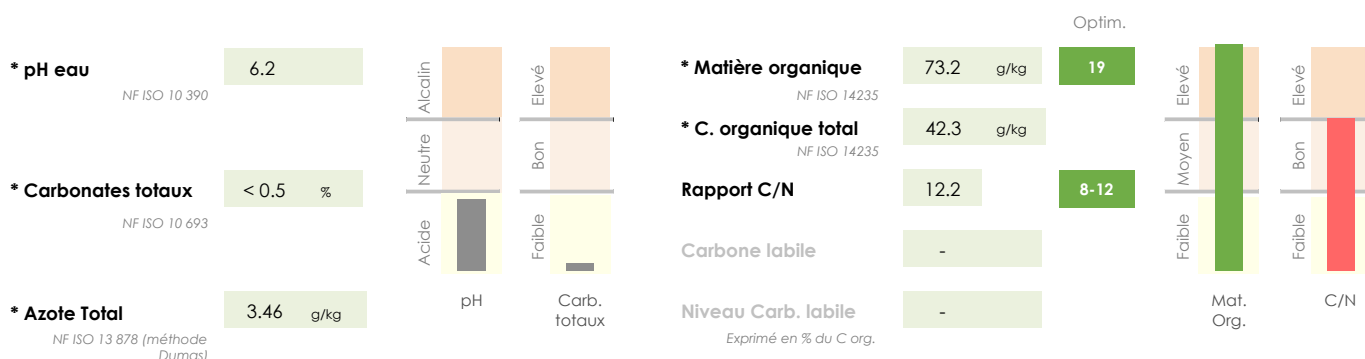 Optim.
* pH eau 6.2
NF ISO 10 390
Alcalin
Neutre
Acide
Elevé
Bon
Faible
* Carbonates totaux < 0.5 %
NF ISO 10 693
pH
Carb.
totaux
* Azote Total 3.46 g/kg
NF ISO 13 878 (méthode
Dumas)
* Matière organique 73.2 g/kg 19
NF ISO 14235
* C. organique total 42.3 g/kg
NF ISO 14235
Rapport C/N 12.2 8-12
Carbone labile -
Niveau Carb. labile -
Exprimé en % du C org.
Elevé
Moyen
Faible
Elevé
Bon
Faible
Mat.
Org.
C/N